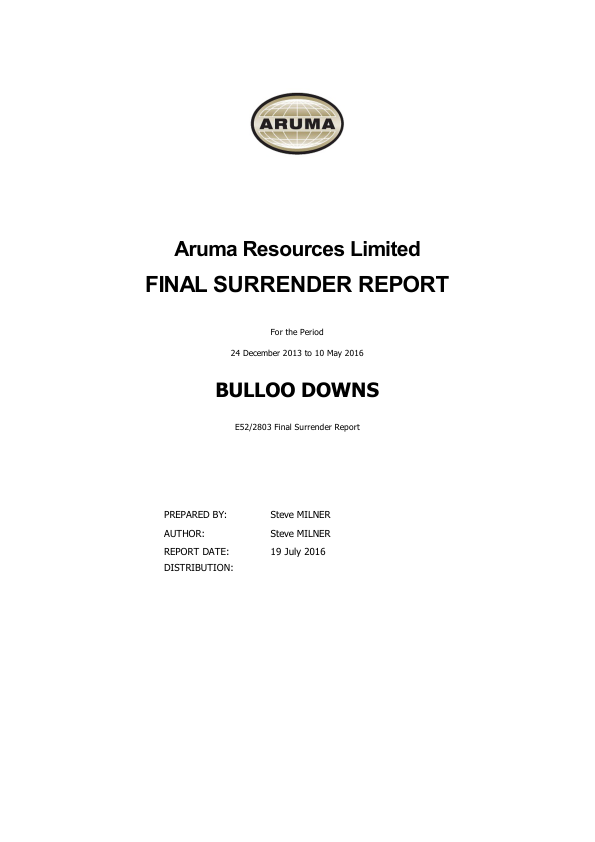 ARUMA
Aruma Resources Limited
FINAL SURRENDER REPORT
For the Period
24 December 2013 to 10 May 2016
BULLOO DOWNS
E52/2803 Final Surrender Report
PREPARED BY: Steve MILNER
AUTHOR: Steve MILNER
REPORT DATE: 19 July 2016
DISTRIBUTION: